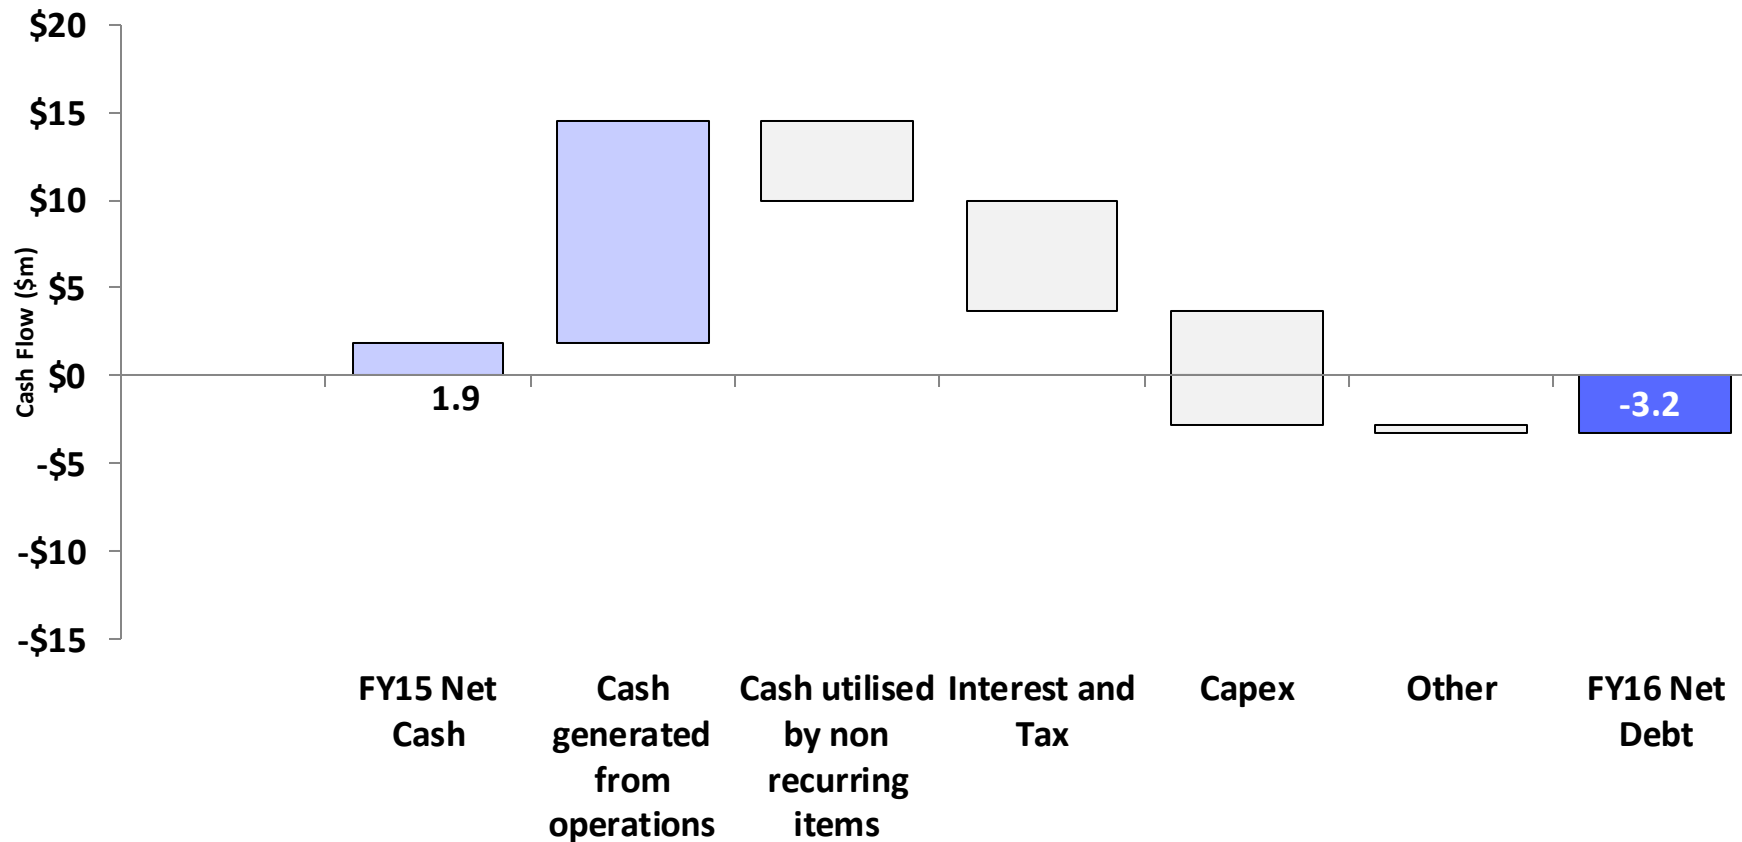 $20
$15
$10
$5
$0
-$5
-$10
-$15
Cash Flow ($m)
1.9
-3.2
FY15 Net
Cash
Cash
generated
from
operations
Cash utilised
by non
recurring
items
Interest and
Tax
Capex
Other
FY16 Net
Debt